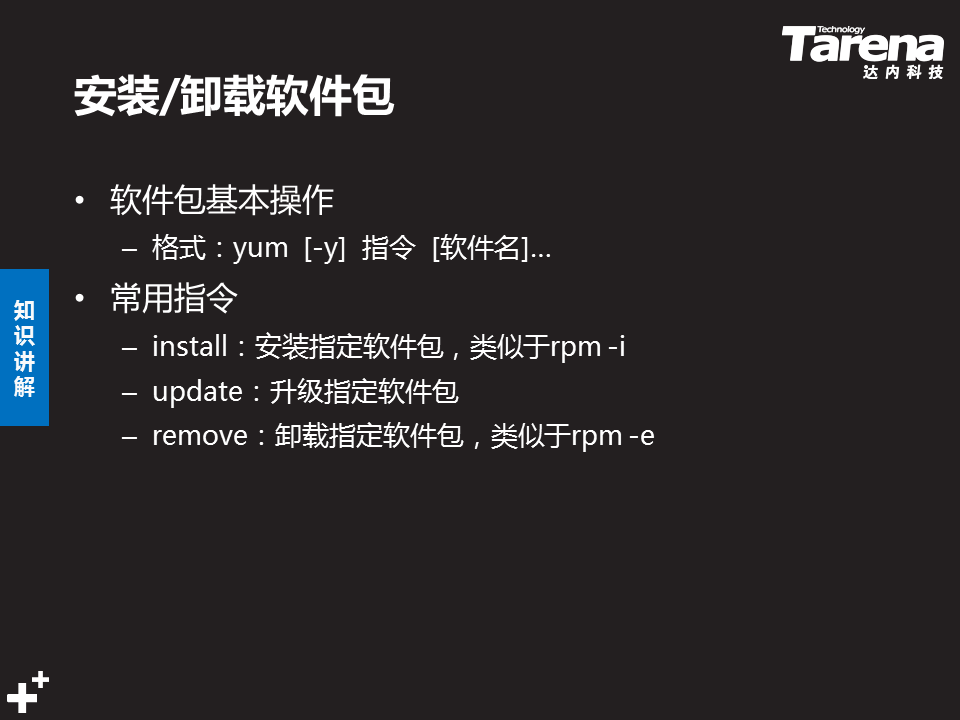 Technology
Tarena
达内科技
安装/卸载软件包
• 软件包基本操作
– 格式：yum [-y] 指令 [软件名]...
• 常用指令
– install：安装指定软件包，类似于rpm -i
– update：升级指定软件包
– remove：卸载指定软件包，类似于rpm -e
知识讲解